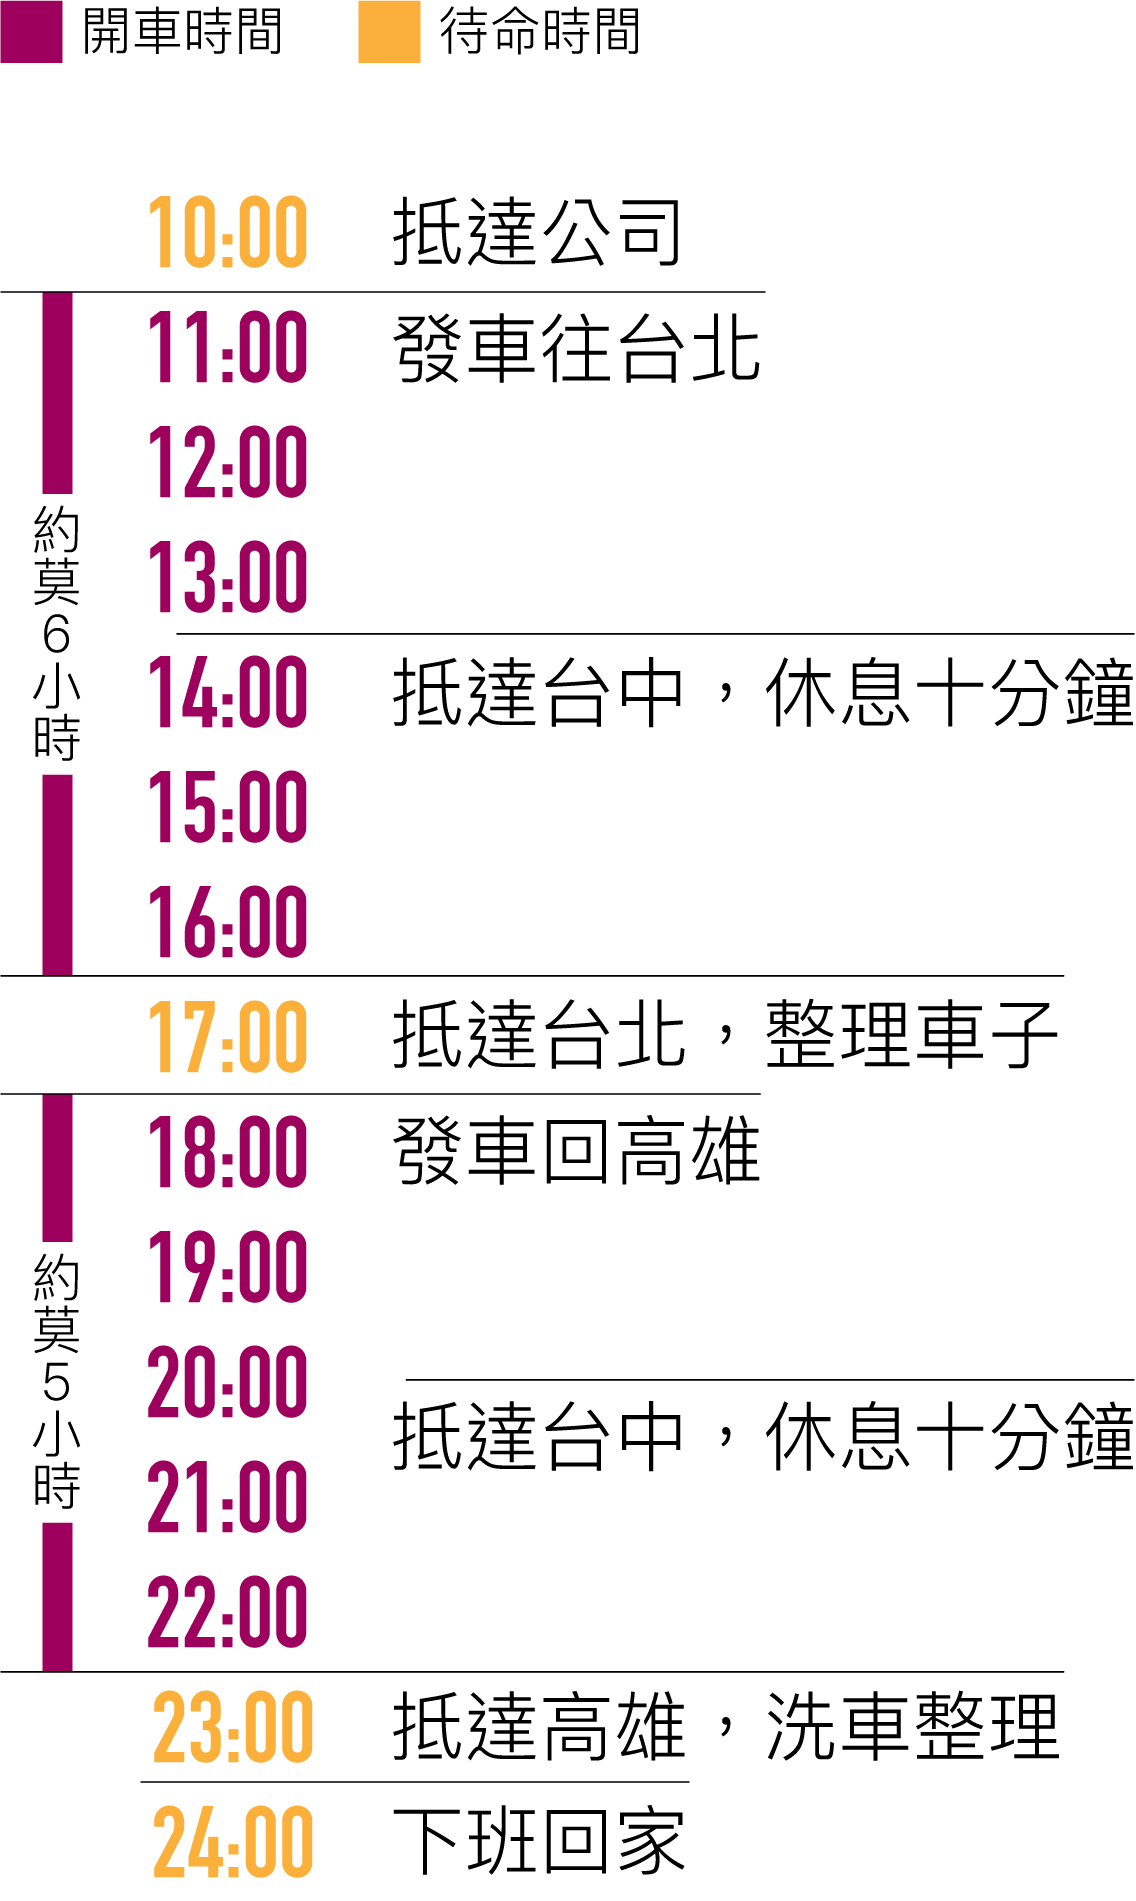 開車時間 待命時間
10:00 抵達公司
11:00 發車往台北
12:00
13:00
約莫6小時
14:00 抵達台中，休息十分鐘
15:00
16:00
17:00 抵達台北，整理車子
18:00 發車回高雄
19:00
20:00
約莫5小時
抵達台中，休息十分鐘
21:00
22:00
23:00 抵達高雄，洗車整理
24:00 下班回家